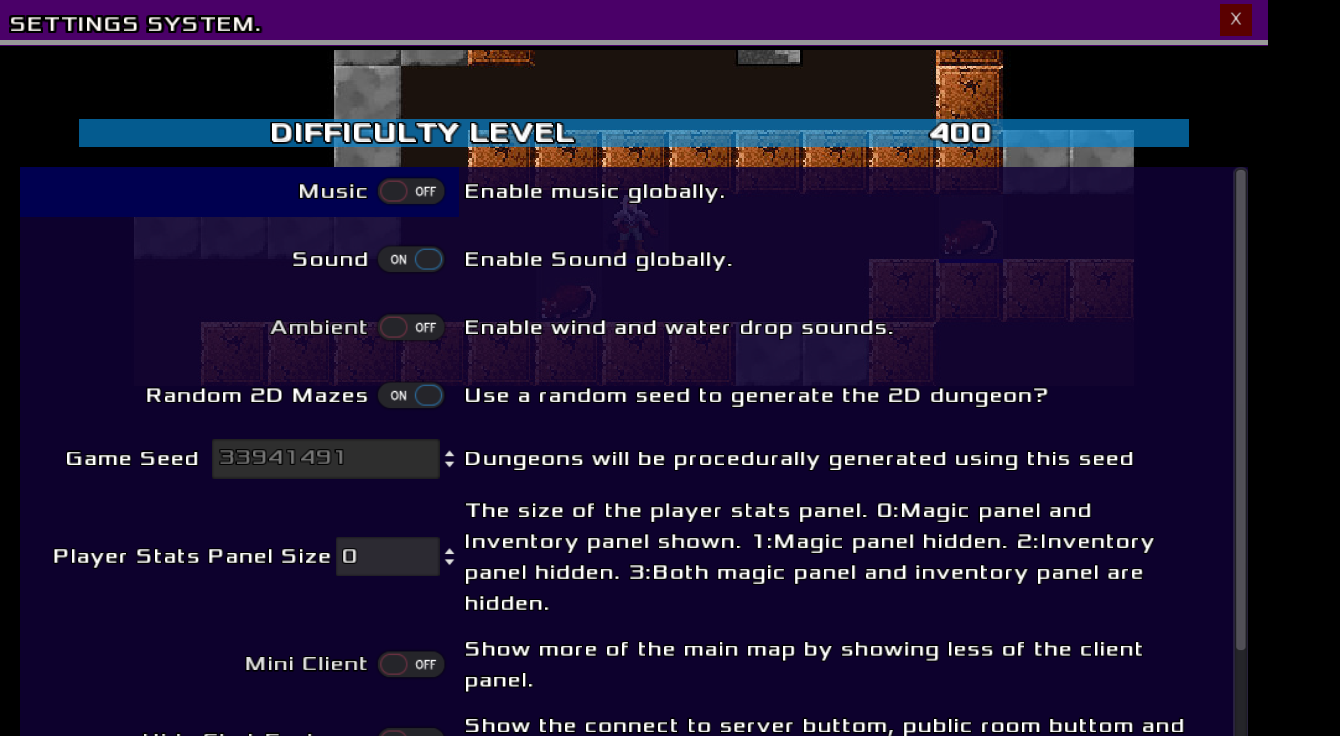 SETTINGS SYSTEM.
X
DIFFICULTY LEVEL 400
Music OFF Enable music globally.
Sound ON Enable Sound globally.
Ambient OFF Enable wind and water drop sounds.
Random 2D Mazes ON Use a random seed to generate the 2D dungeon?
Game Seed 33941491 Dungeons will be procedurally generated using this seed
Player Stats Panel Size 0
The size of the player stats panel. 0:Magic panel and
Inventory panel shown. 1:Magic panel hidden. 2:Inventory
panel hidden. 3:Both magic panel and inventory panel are
hidden.
Mini Client OFF
Show more of the main map by showing less of the client
panel.
Show the connect to server buttom, public room buttom and